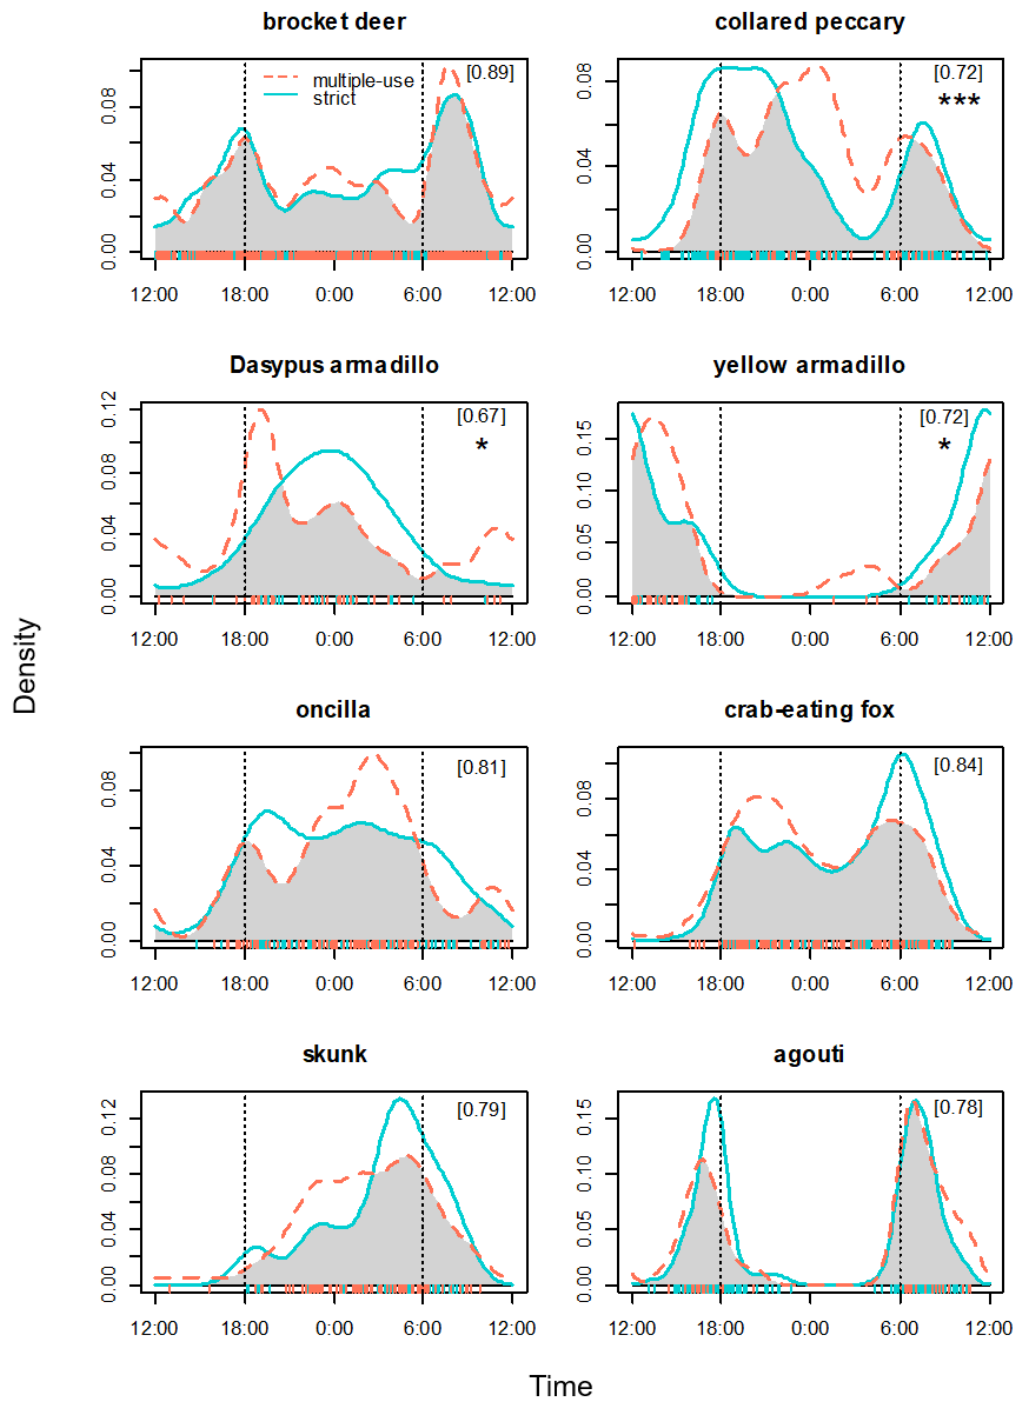 brocket deer
collared peccary
multiple-use
strict
[0.89]
[0.72]
***
0.00 0.04 0.08
0.00 0.04 0.08
12:00 18:00 0:00 6:00 12:00
12:00 18:00 0:00 6:00 12:00
Dasypus armadillo
yellow armadillo
[0.67]
*
[0.72]
*
0.00 0.04 0.08 0.12
0.00 0.05 0.10 0.15
12:00 18:00 0:00 6:00 12:00
12:00 18:00 0:00 6:00 12:00
Density
oncilla
crab-eating fox
[0.81]
[0.84]
0.00 0.04 0.08
0.00 0.04 0.08
12:00 18:00 0:00 6:00 12:00
12:00 18:00 0:00 6:00 12:00
skunk
agouti
[0.79]
[0.78]
0.00 0.04 0.08 0.12
0.00 0.05 0.10 0.15
12:00 18:00 0:00 6:00 12:00
12:00 18:00 0:00 6:00 12:00
Time